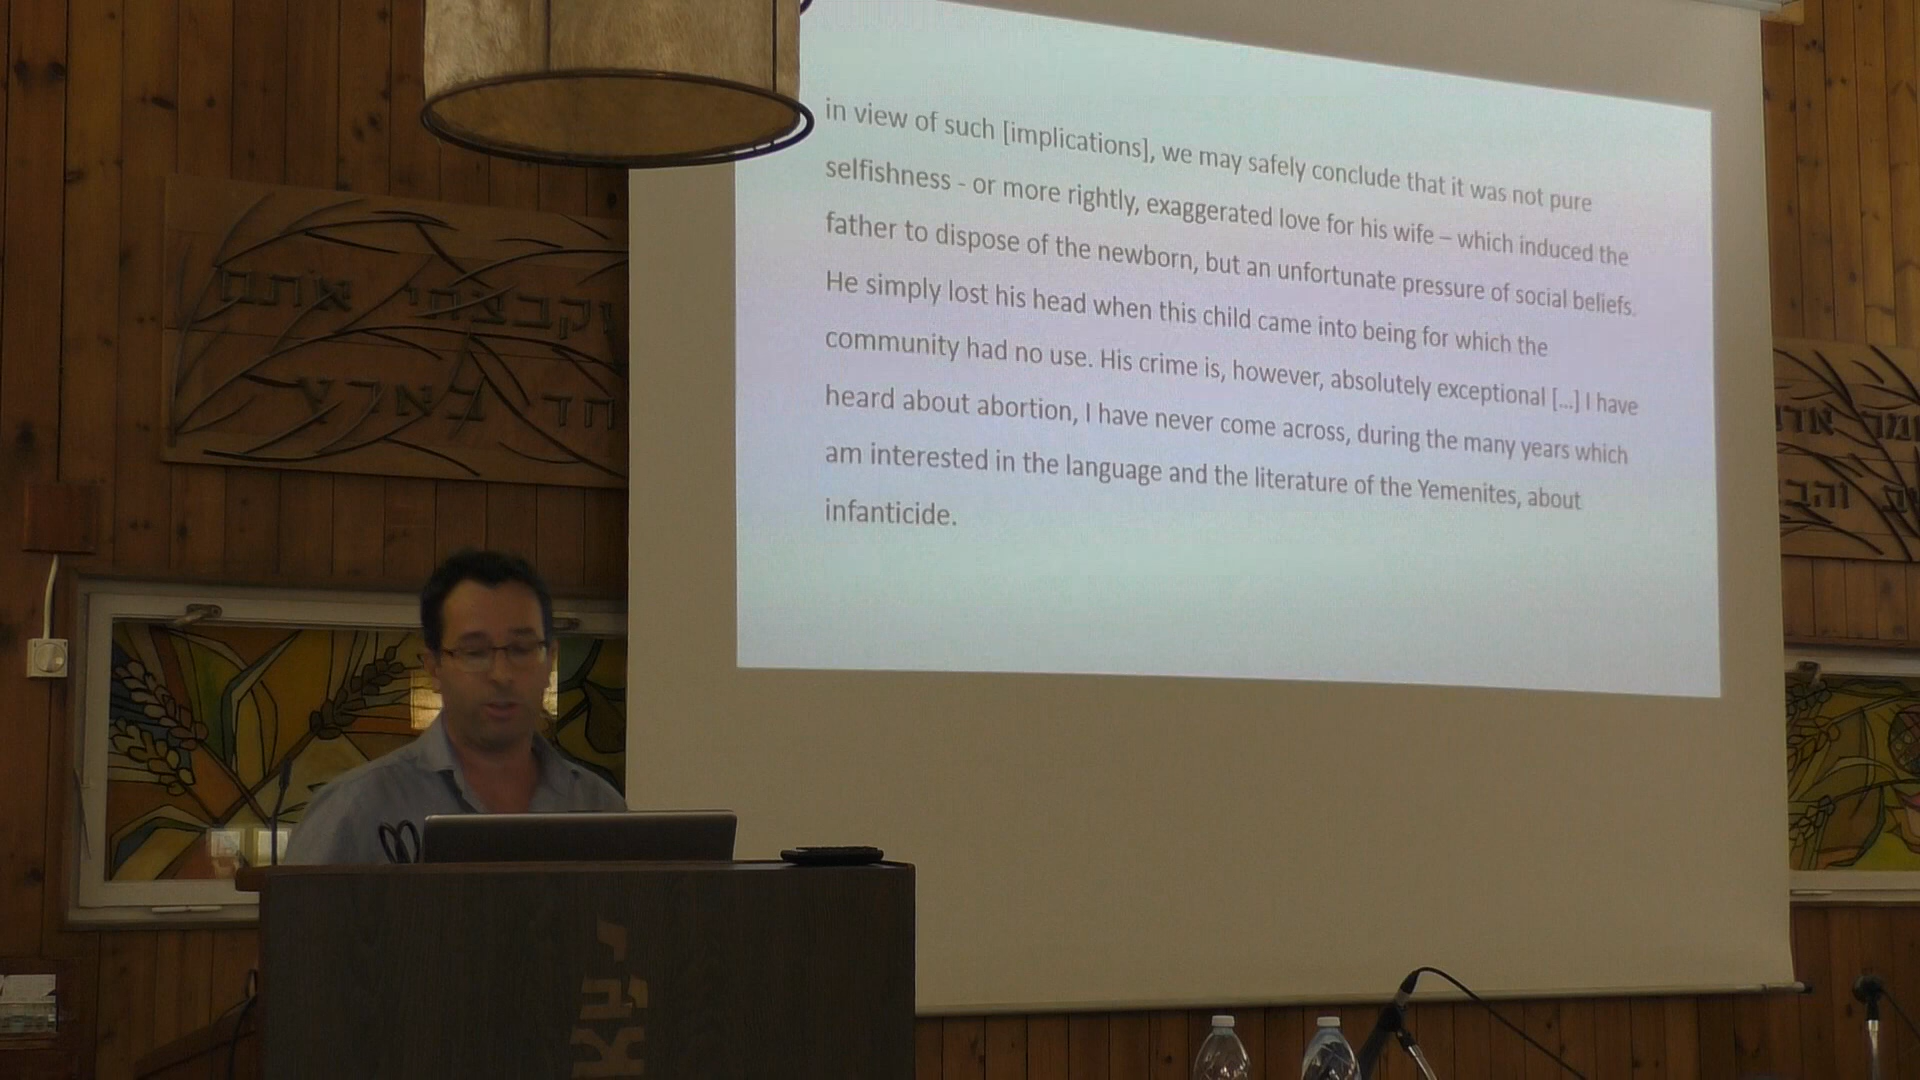 in view of such [implications], we may safely conclude that it was not pure
selfishness - or more rightly, exaggerated love for his wife – which induced the
father to dispose of the newborn, but an unfortunate pressure of social beliefs.
He simply lost his head when this child came into being for which the
community had no use. His crime is, however, absolutely exceptional [...] I have
heard about abortion, I have never come across, during the many years which
am interested in the language and the literature of the Yemenites, about
infanticide.
וקבצתי אותם